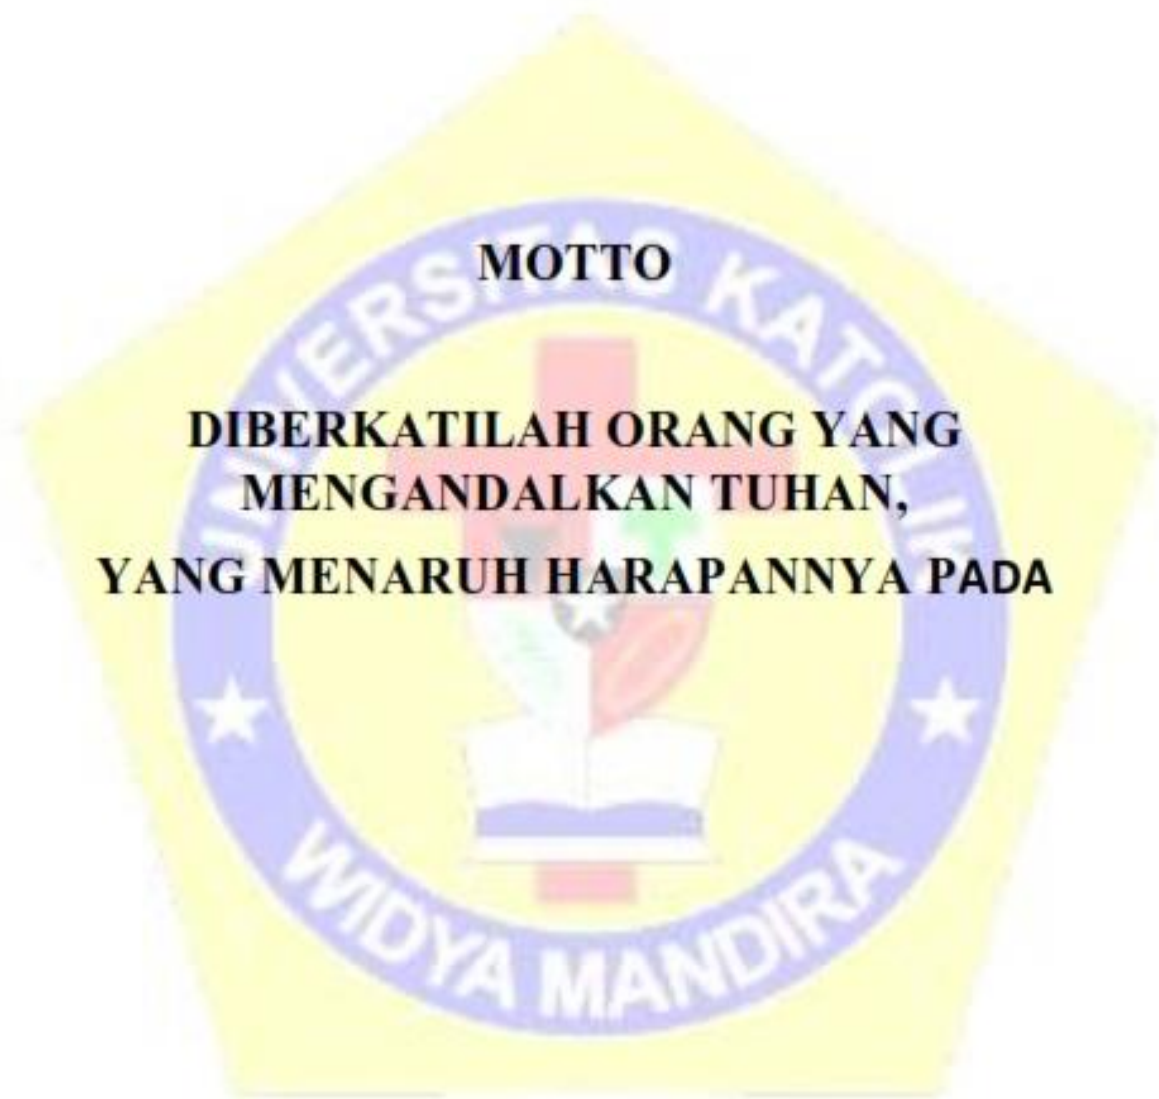 MOTTO
DIBERKATILAH ORANG YANG
MENGANDALKAN TUHAN,
YANG MENARUH HARAPANNYA PADA
UNIVERSITAS KATOLIK
WIDYA MANDIRA